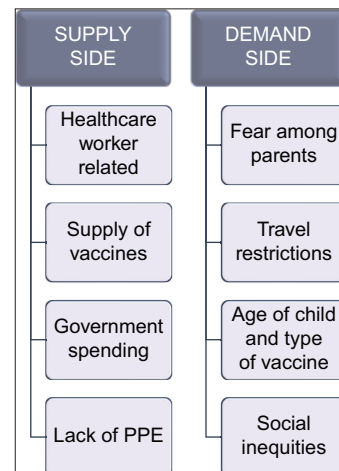 SUPPLY
SIDE
Healthcare
worker
related
Supply of
vaccines
Government
spending
Lack of PPE
DEMAND
SIDE
Fear among
parents
Travel
restrictions
Age of child
and type
of vaccine
Social
inequities